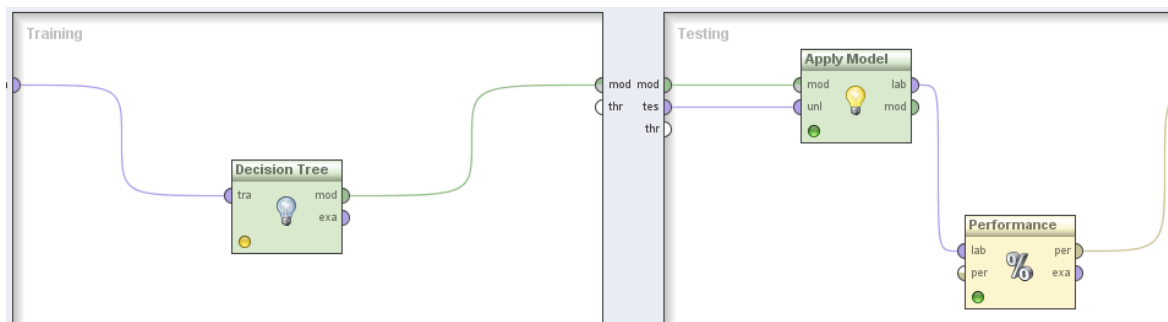 Training
mod
thr
Decision Tree
tra
mod
exa
Testing
mod
tes
thr
Apply Model
mod
lab
unl
mod
Performance
lab
per
per
exa
%